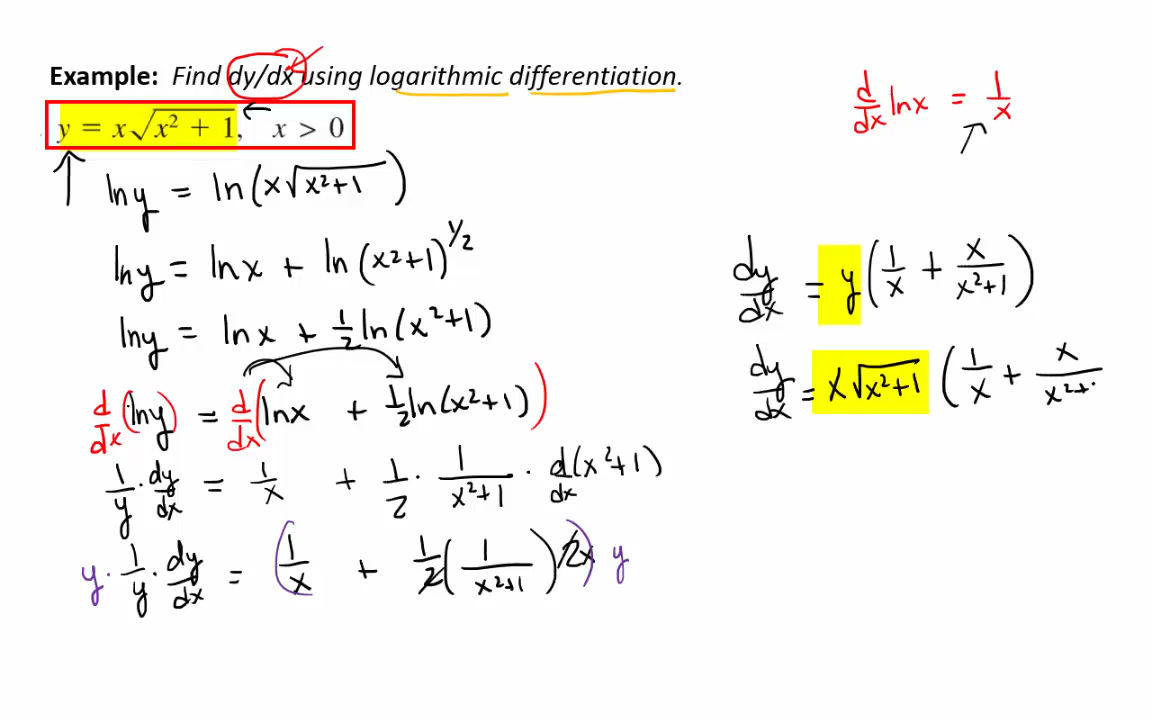 Example: Find dy/dx using logarithmic differentiation.
y = x√(x² + 1), x > 0
ln y = ln(x√(x²+1))
ln y = ln x + ln(x²+1)^(1/2)
ln y = ln x + 1/2 ln(x²+1)
d/dx (ln y) = d/dx (ln x + 1/2 ln(x²+1))
1/y · dy/dx = 1/x + 1/2 · 1/(x²+1) · d/dx (x²+1)
y · 1/y · dy/dx = (1/x + 1/2 (1/(x²+1)) 2x) y
d/dx ln x = 1/x
dy/dx = y(1/x + x/(x²+1))
dy/dx = x√(x²+1) (1/x + x/(x²+